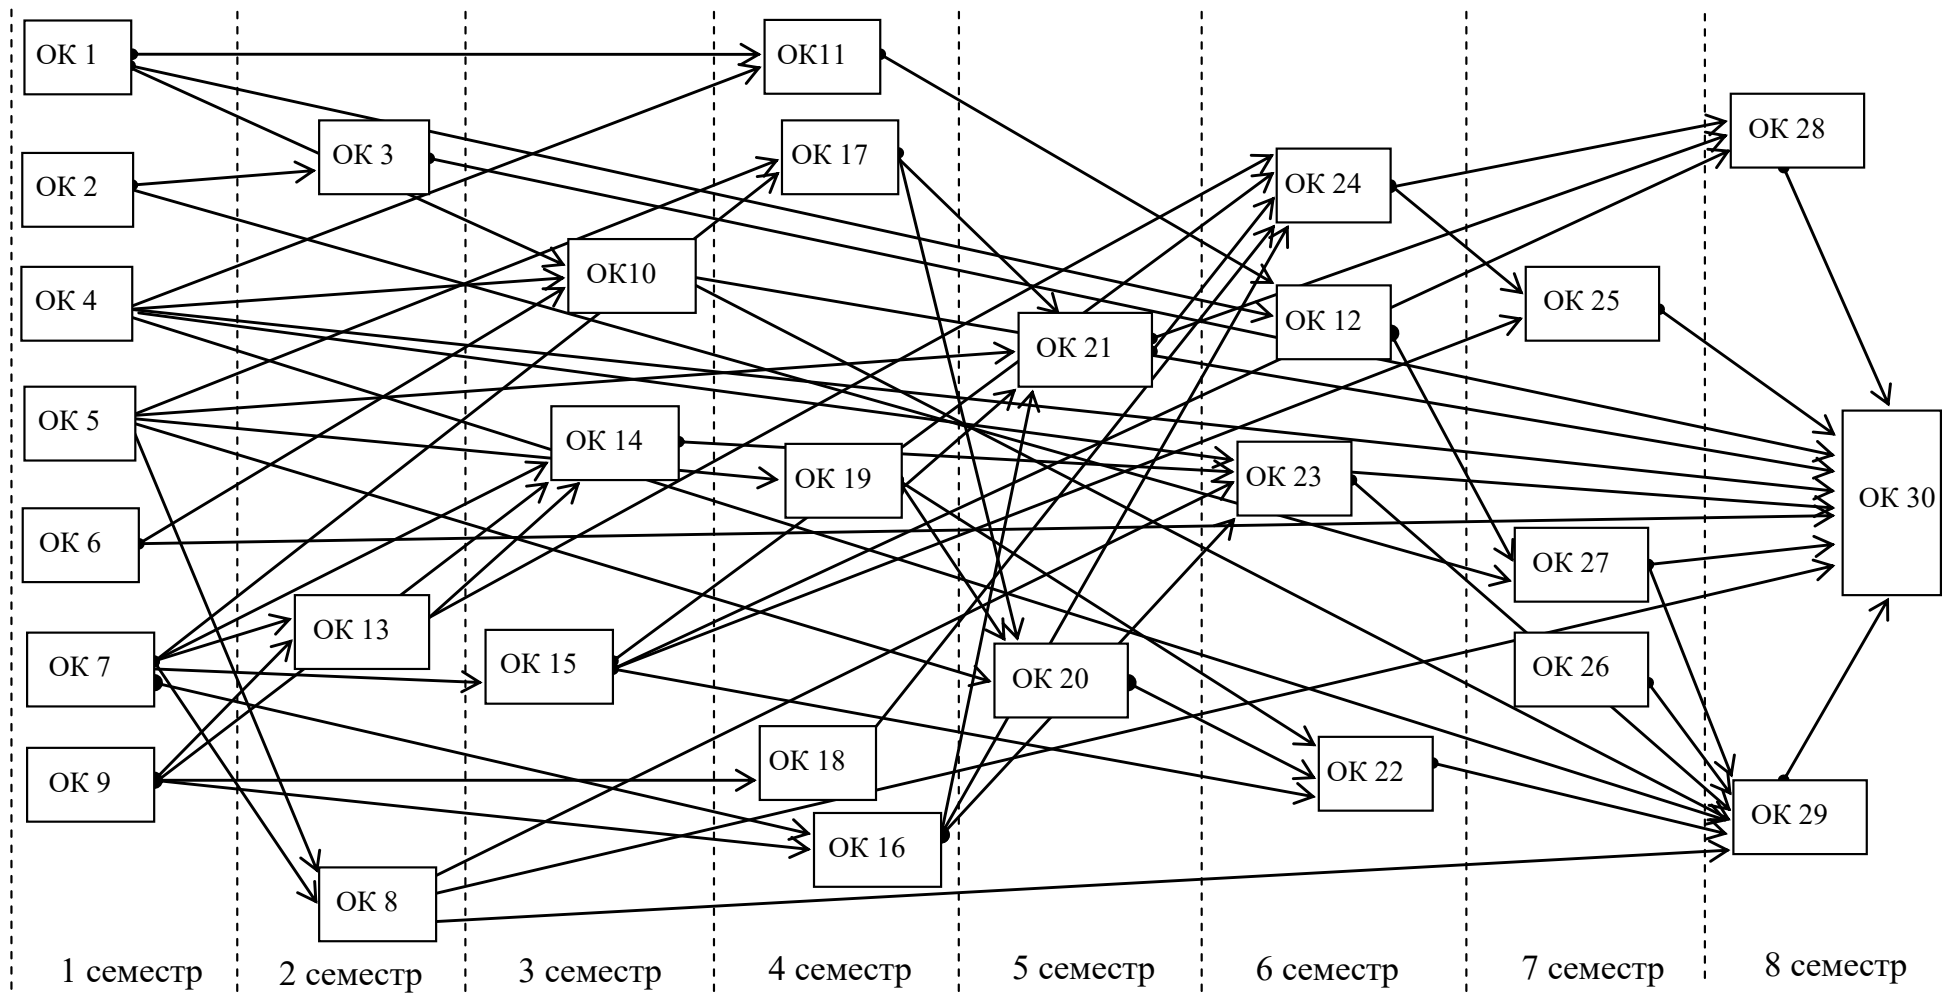 ОК 1
ОК 2
ОК 4
ОК 5
ОК 6
ОК 7
ОК 9
ОК 3
ОК 13
ОК 8
ОК10
ОК 14
ОК 15
ОК11
ОК 17
ОК 19
ОК 18
ОК 16
ОК 21
ОК 20
ОК 24
ОК 12
ОК 23
ОК 22
ОК 25
ОК 27
ОК 26
ОК 28
ОК 30
ОК 29
1 семестр
2 семестр
3 семестр
4 семестр
5 семестр
6 семестр
7 семестр
8 семестр